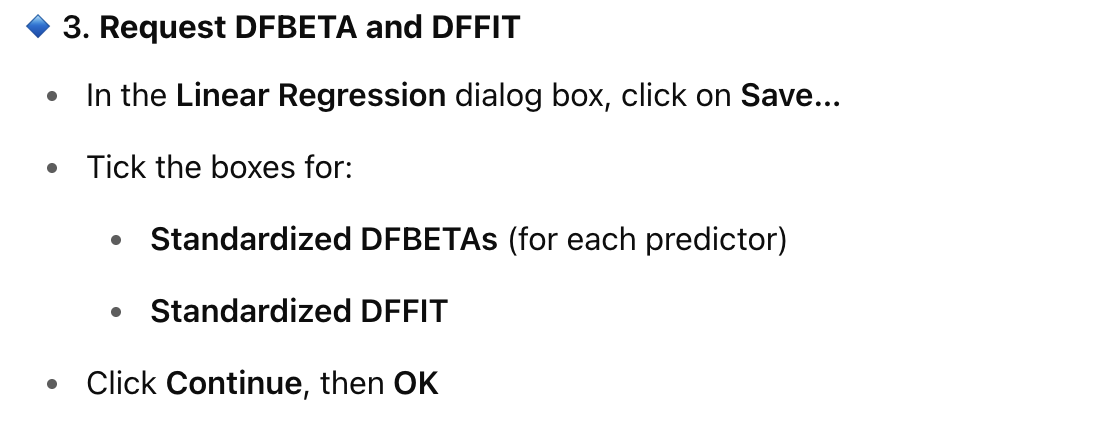 3. Request DFBETA and DFFIT
In the Linear Regression dialog box, click on Save...
Tick the boxes for:
Standardized DFBETAs (for each predictor)
Standardized DFFIT
Click Continue, then OK